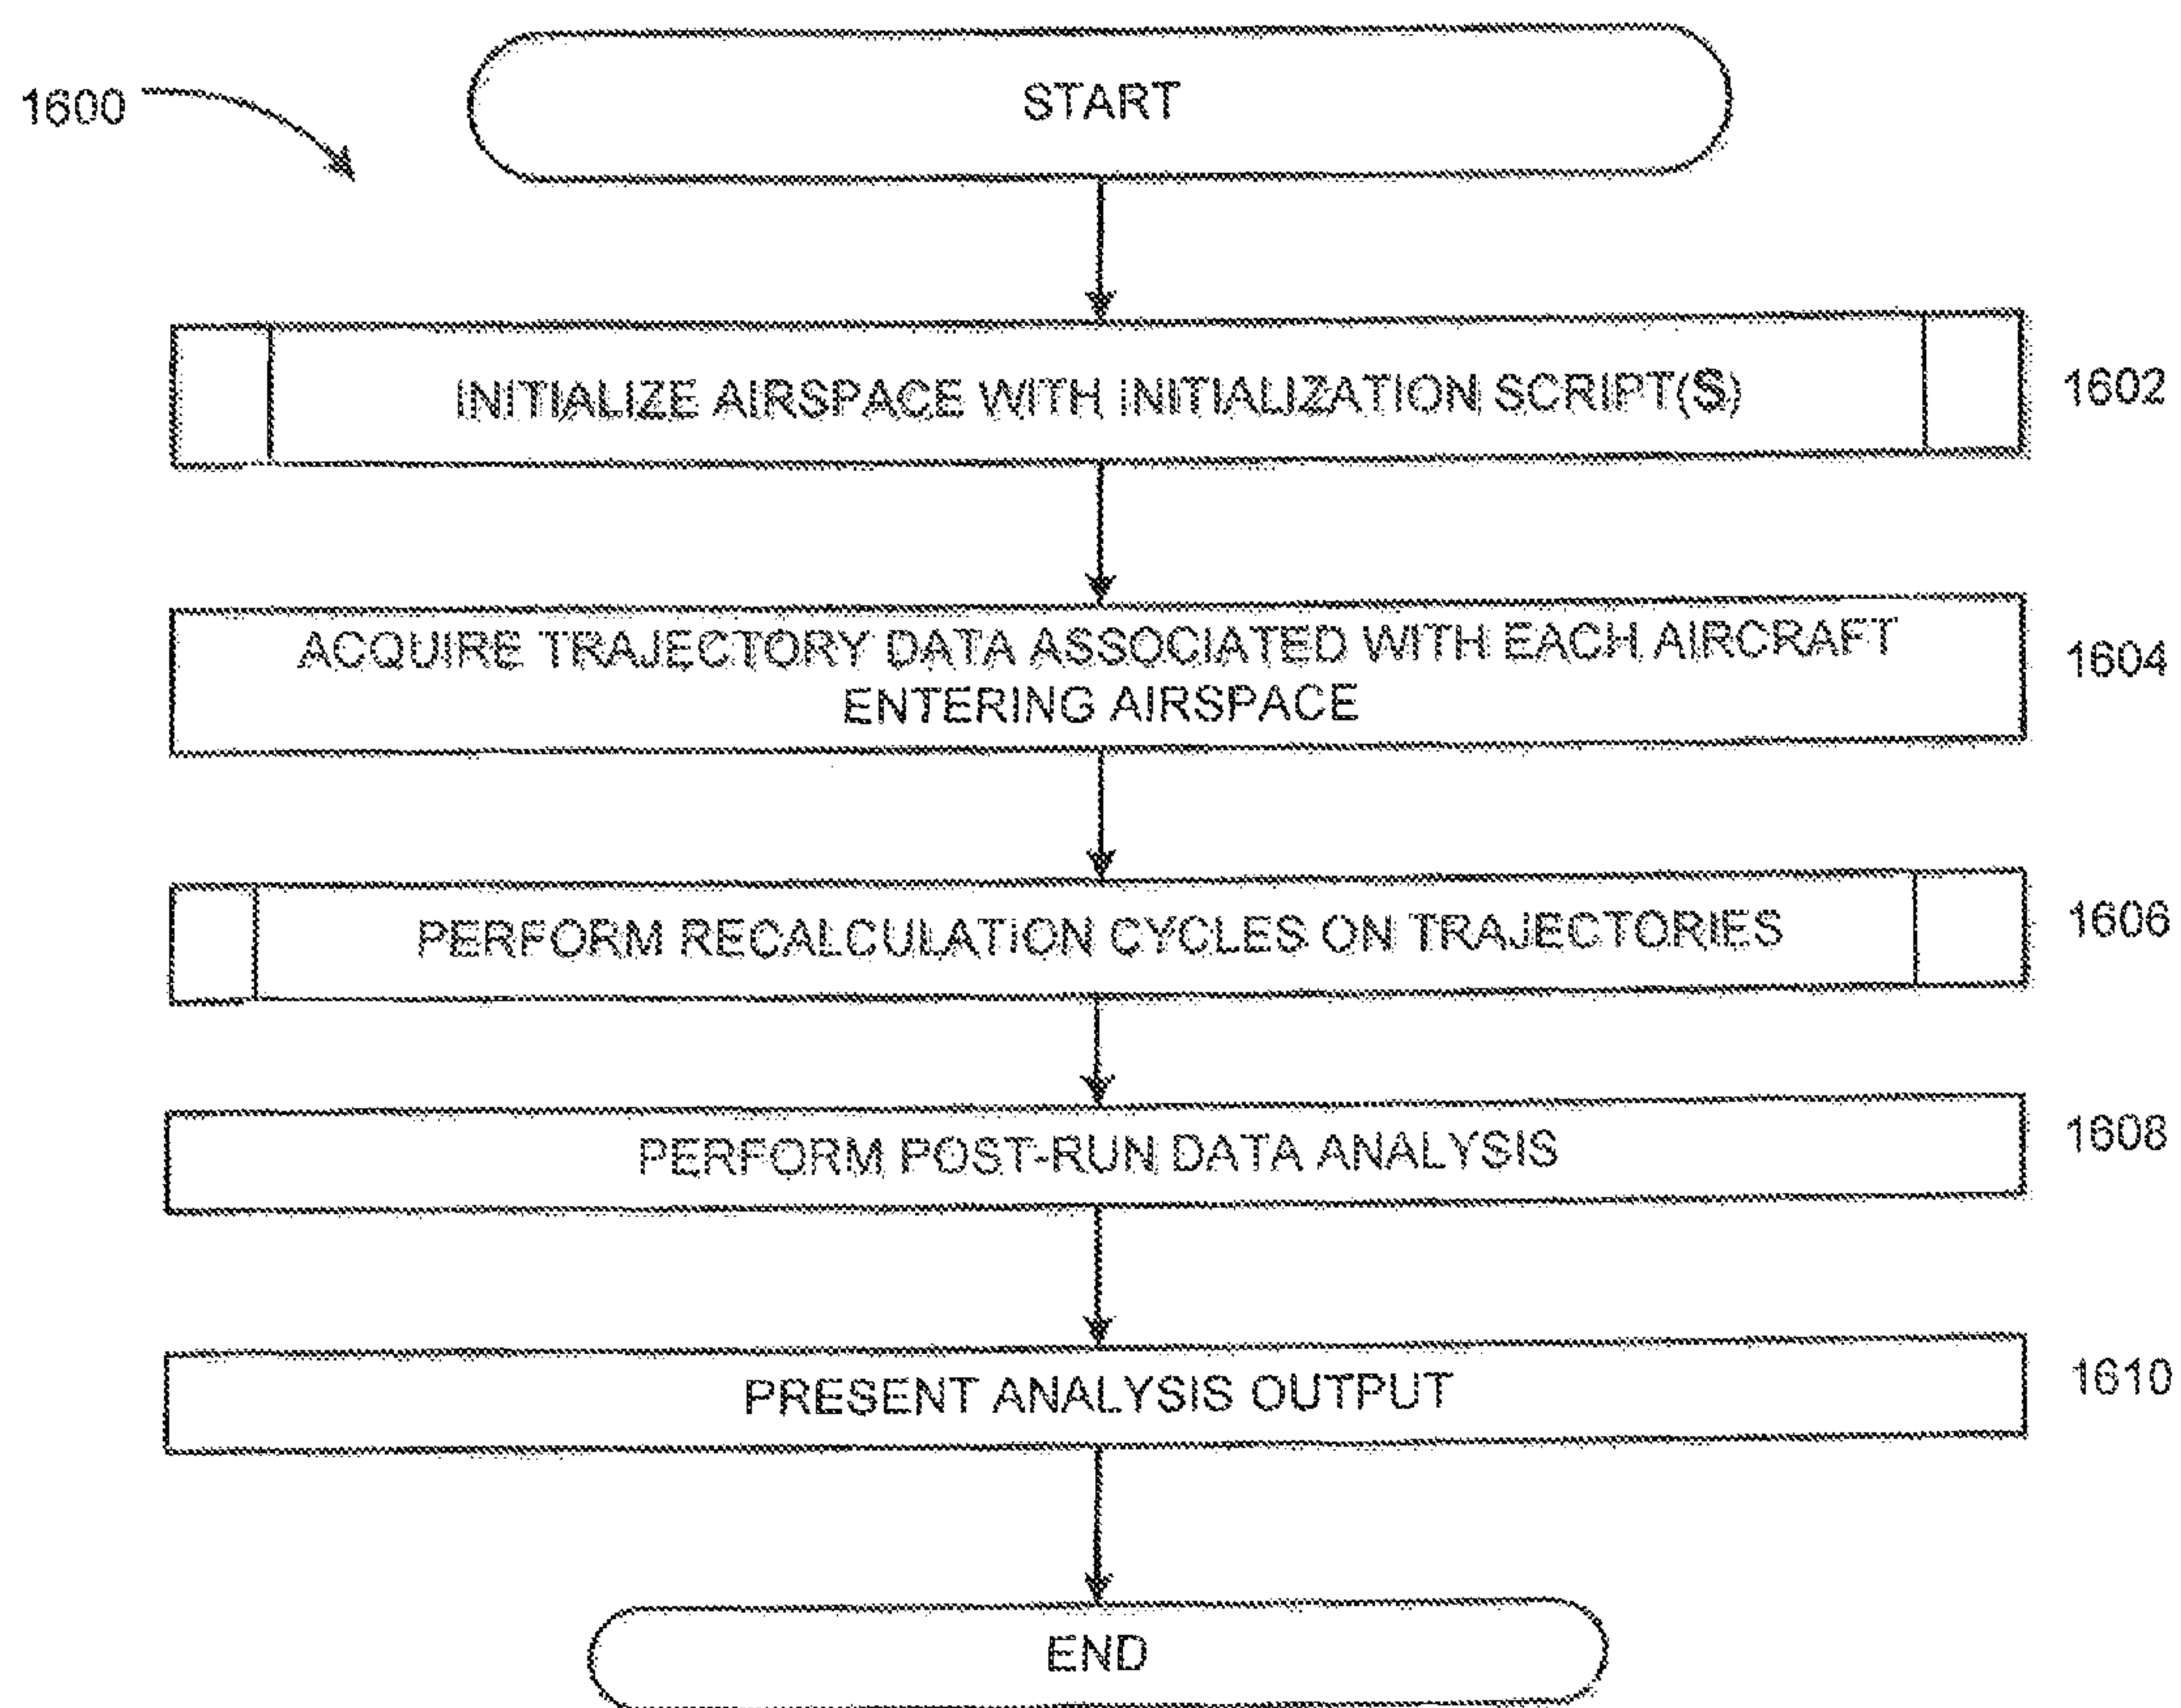 1600
START
INITIALIZE AIRSPACE WITH INITIALIZATION SCRIPT(S)
1602
ACQUIRE TRAJECTORY DATA ASSOCIATED WITH EACH AIRCRAFT
ENTERING AIRSPACE
1604
PERFORM RECALCULATION CYCLES ON TRAJECTORIES
1606
PERFORM POST-RUN DATA ANALYSIS
1608
PRESENT ANALYSIS OUTPUT
1610
END